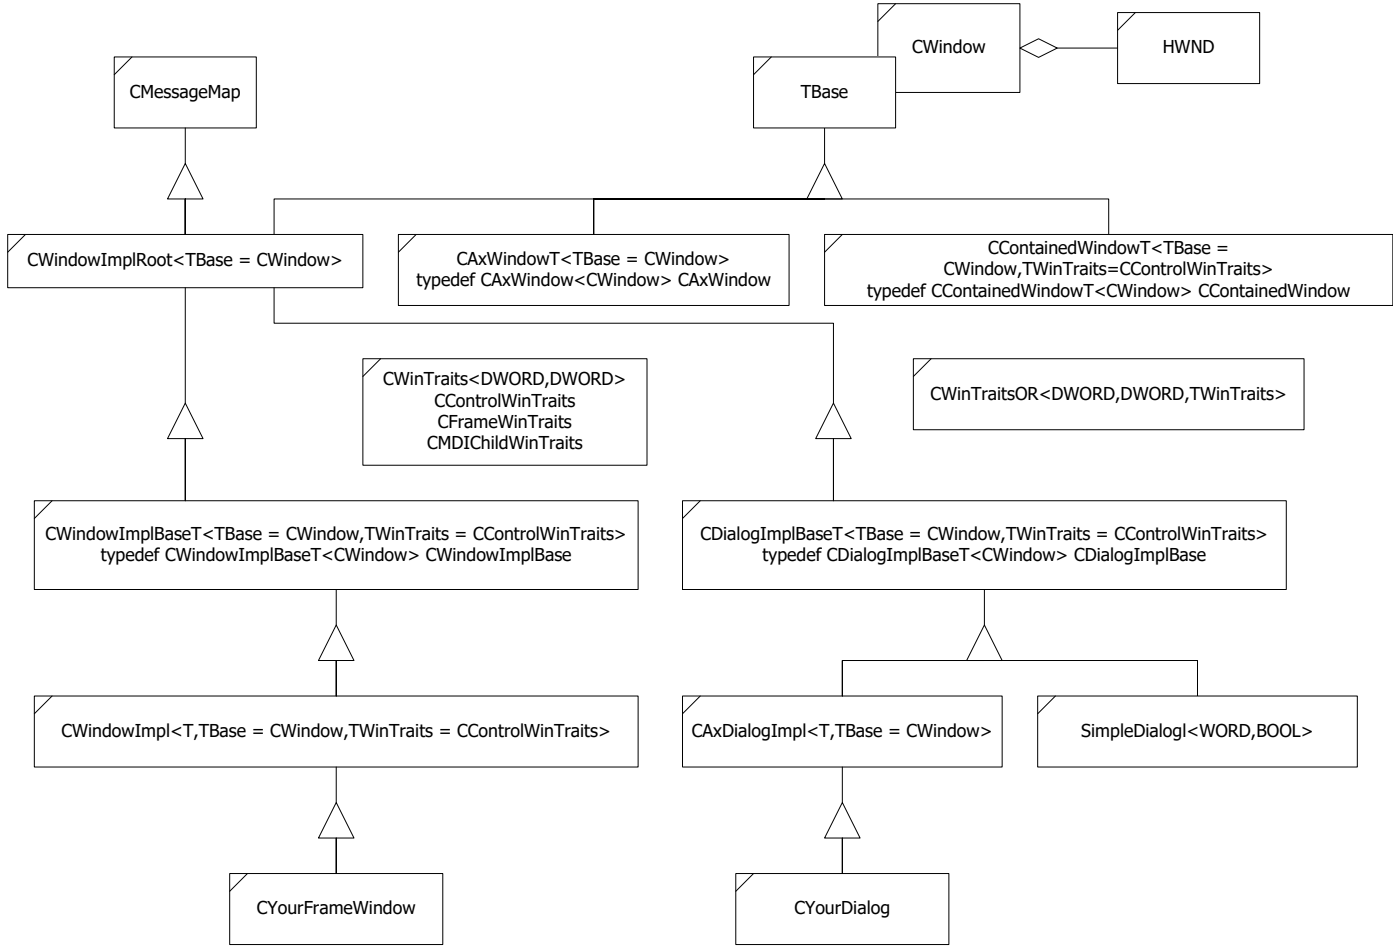 CWindow
HWND
CMessageMap
TBase
CWindowImplRoot<TBase = CWindow>
CAxWindowT<TBase = CWindow>
typedef CAxWindow<CWindow> CAxWindow
CContainedWindowT<TBase =
CWindow,TWinTraits=CControlWinTraits>
typedef CContainedWindowT<CWindow> CContainedWindow
CWinTraits<DWORD,DWORD>
CControlWinTraits
CFrameWinTraits
CMDIChildWinTraits
CWinTraitsOR<DWORD,DWORD,TWinTraits>
CWindowImplBaseT<TBase = CWindow,TWinTraits = CControlWinTraits>
typedef CWindowImplBaseT<CWindow> CWindowImplBase
CDialogImplBaseT<TBase = CWindow,TWinTraits = CControlWinTraits>
typedef CDialogImplBaseT<CWindow> CDialogImplBase
CWindowImpl<T,TBase = CWindow,TWinTraits = CControlWinTraits>
CAxDialogImpl<T,TBase = CWindow>
SimpleDialogl<WORD,BOOL>
CYourFrameWindow
CYourDialog